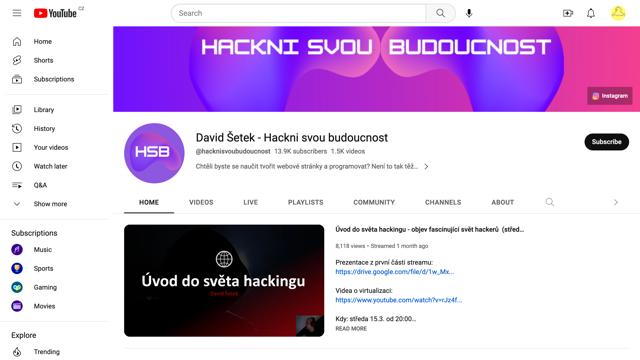 YouTube CZ
Search
Home
Shorts
Subscriptions
Library
History
Your videos
Watch later
Q&A
Show more
Subscriptions
Music
Sports
Gaming
Movies
Explore
Trending
HACKNI SVOU BUDOUCNOST
Instagram
HSB
David Šetek - Hackni svou budoucnost
@hacknisvoubudoucnost 13.9K subscribers 1.5K videos
Chtěli byste se naučit tvořit webové stránky a programovat? Není to tak těž...
Subscribe
HOME VIDEOS LIVE PLAYLISTS COMMUNITY CHANNELS ABOUT
Úvod do světa hackingu
David Šetek
Úvod do světa hackingu - objev fascinující svět hackerů (střed...
8,118 views • Streamed 1 month ago
Prezentace z první části streamu:
https://drive.google.com/file/d/1w_Mx...
Videa o virtualizaci:
https://www.youtube.com/watch?v=rJz4f...
Kdy: středa 15.3. od 20:00...
READ MORE